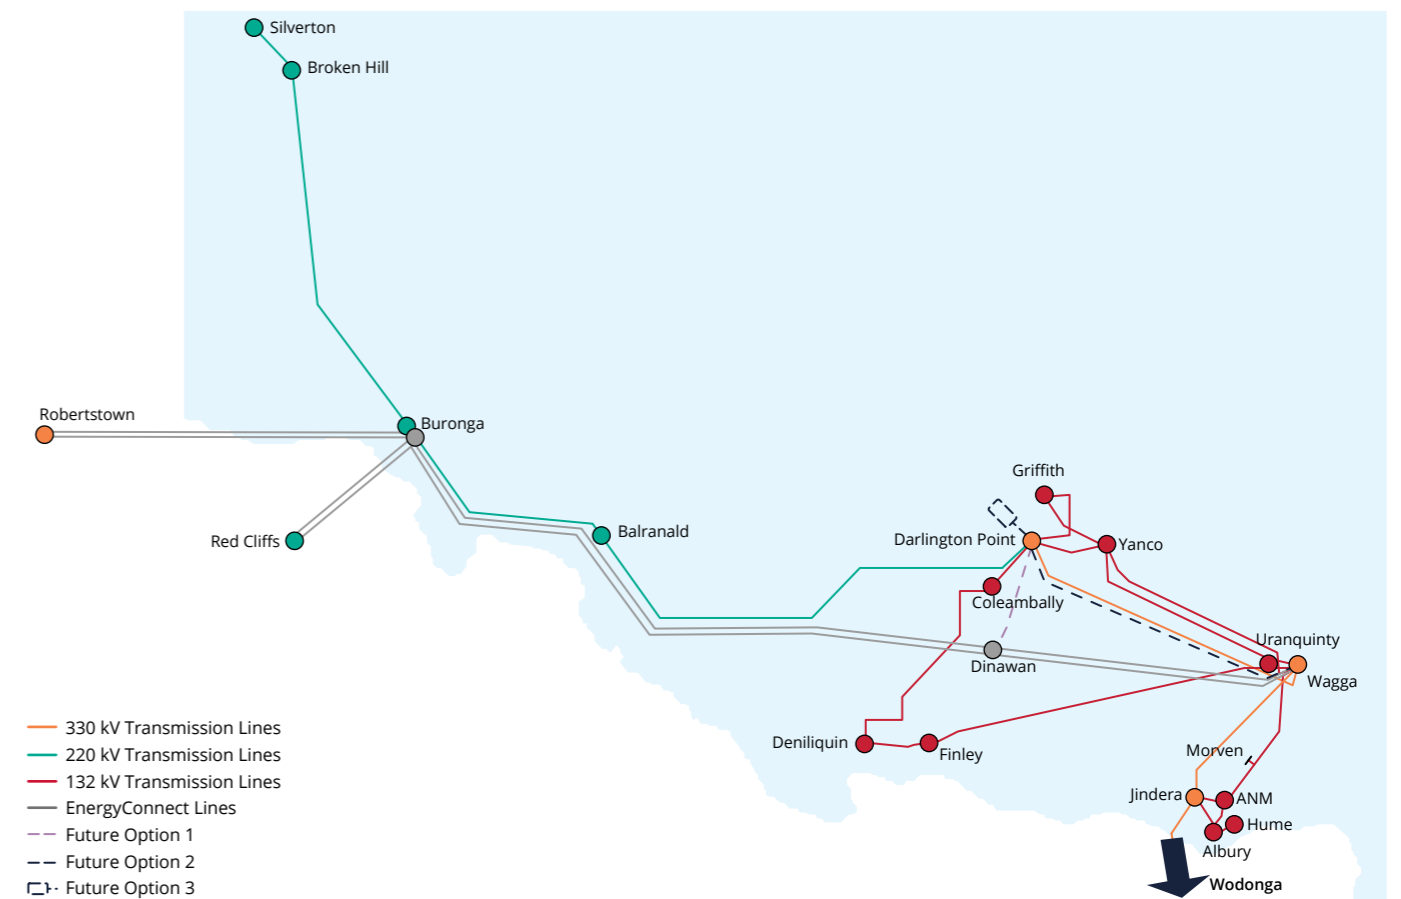 Silverton
Broken Hill
Robertstown
Buronga
Red Cliffs
Balranald
Griffith
Darlington Point
Yanco
Coleambally
Uranquinty
Dinawan
Wagga
Deniliquin
Finley
Morven
Jindera
ANM
Hume
Albury
Wodonga
330 kV Transmission Lines
220 kV Transmission Lines
132 kV Transmission Lines
EnergyConnect Lines
Future Option 1
Future Option 2
Future Option 3